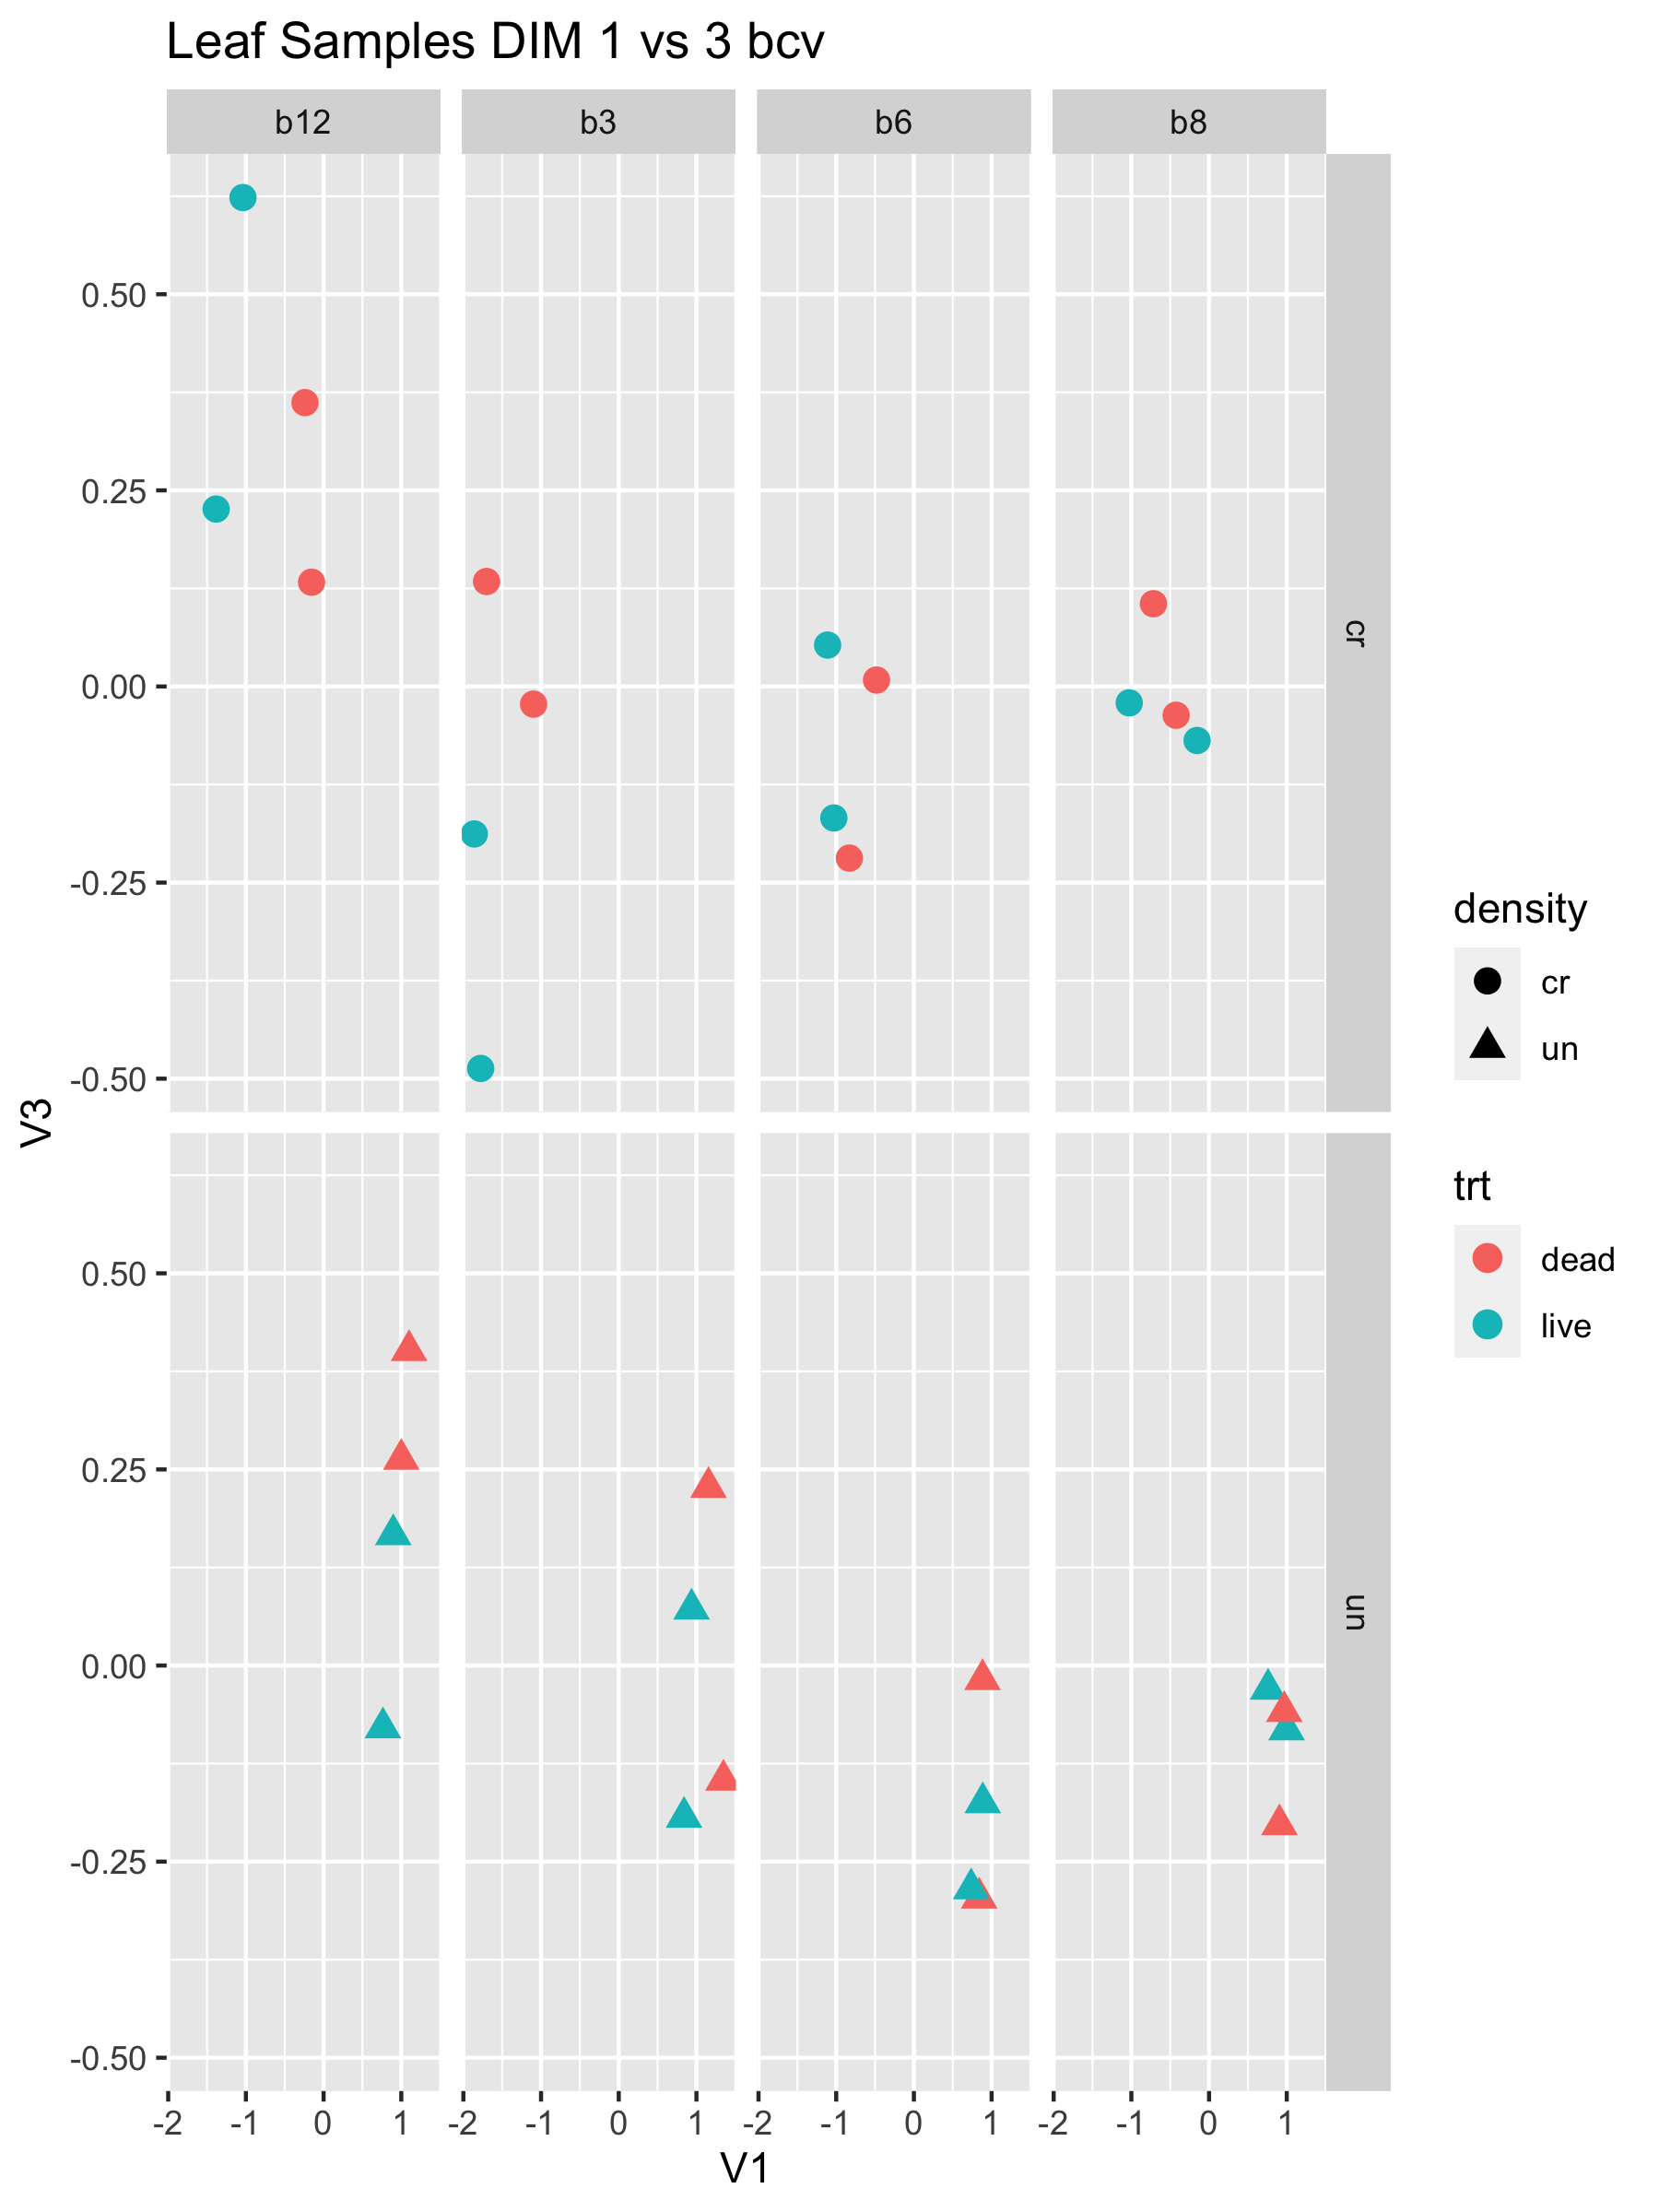 Leaf Samples DIM 1 vs 3 bcv
b12 b3 b6 b8
0.50
0.25
0.00
-0.25
-0.50
cr
0.50
0.25
0.00
-0.25
-0.50
un
V3
-2 -1 0 1 -2 -1 0 1 -2 -1 0 1 -2 -1 0 1
V1
density
cr
un
trt
dead
live